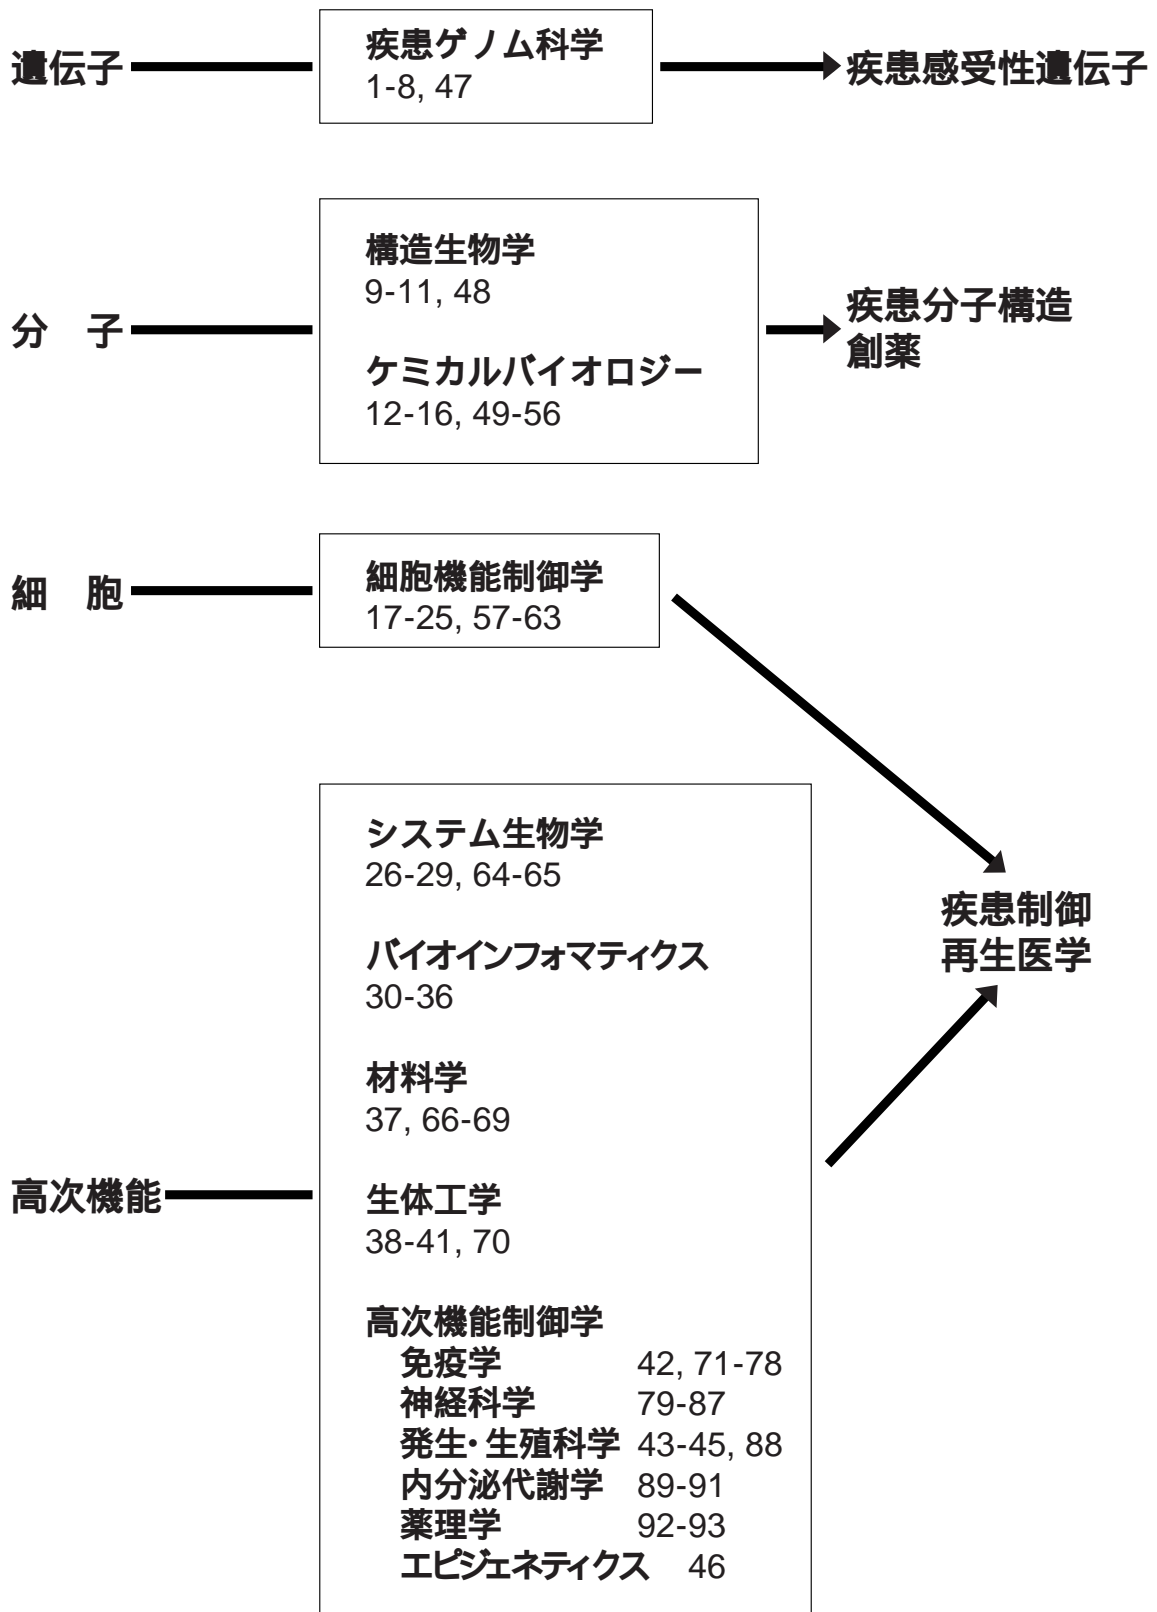 遺伝子
疾患ゲノム科学
1-8, 47
疾患感受性遺伝子
分　子
構造生物学
9-11, 48
ケミカルバイオロジー
12-16, 49-56
疾患分子構造
創薬
細　胞
細胞機能制御学
17-25, 57-63
高次機能
システム生物学
26-29, 64-65
バイオインフォマティクス
30-36
材料学
37, 66-69
生体工学
38-41, 70
高次機能制御学
免疫学 42, 71-78
神経科学 79-87
発生・生殖科学 43-45, 88
内分泌代謝学 89-91
薬理学 92-93
エピジェネティクス 46
疾患制御
再生医学